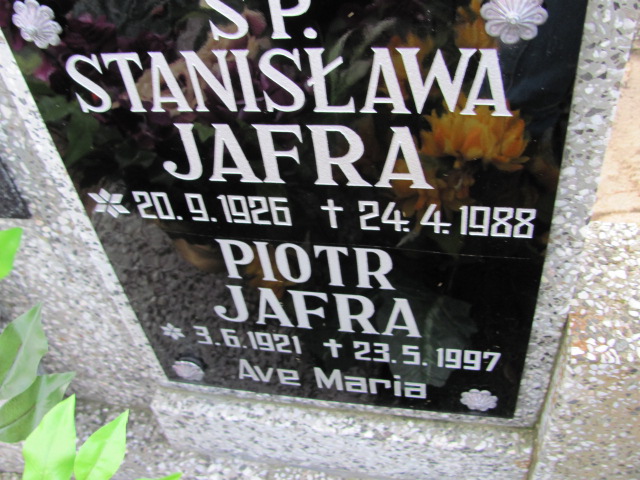 Ś P.
STANISŁAWA
JAFRA
* 20. 9. 1926 † 24. 4. 1988
PIOTR
JAFRA
* 3. 6. 1921 † 23. 5. 1997
Ave Maria